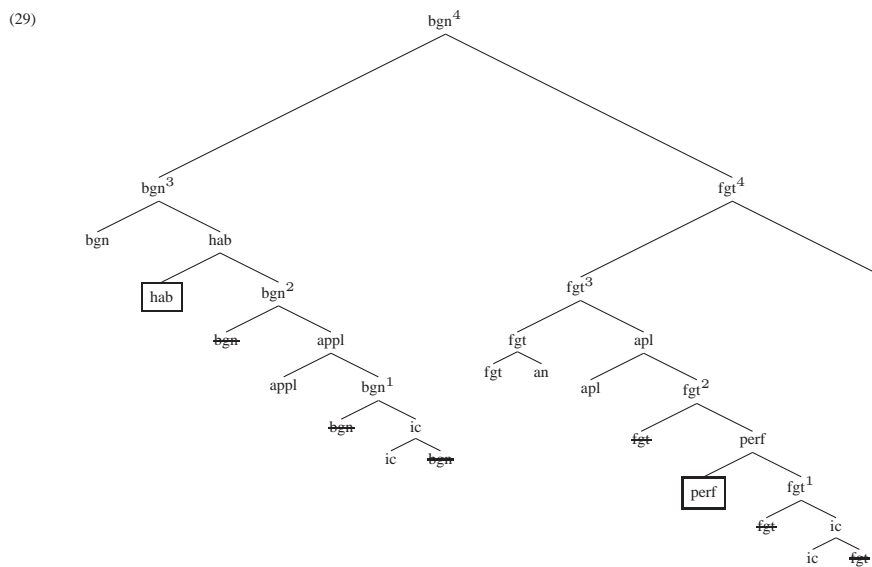 (29)
bgn⁴
bgn³ fgt⁴
bgn hab
hab bgn² fgt³
bgn appl fgt apl
fgt an
appl bgn¹ apl fgt²
bgn ic fgt perf
ic bgn
perf fgt¹
fgt ic
ic fgt